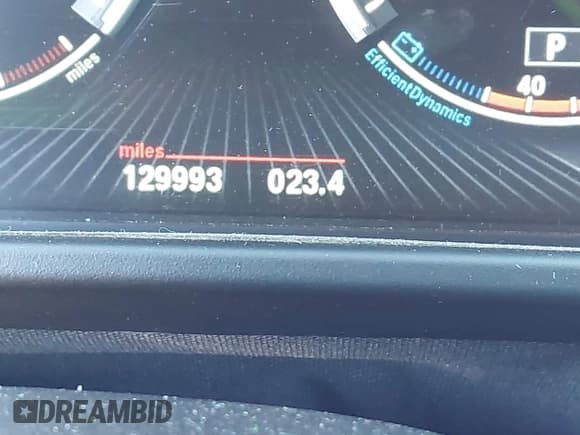 miles
EfficientDynamics
P
40
miles
129993 023.4
DREAMBID